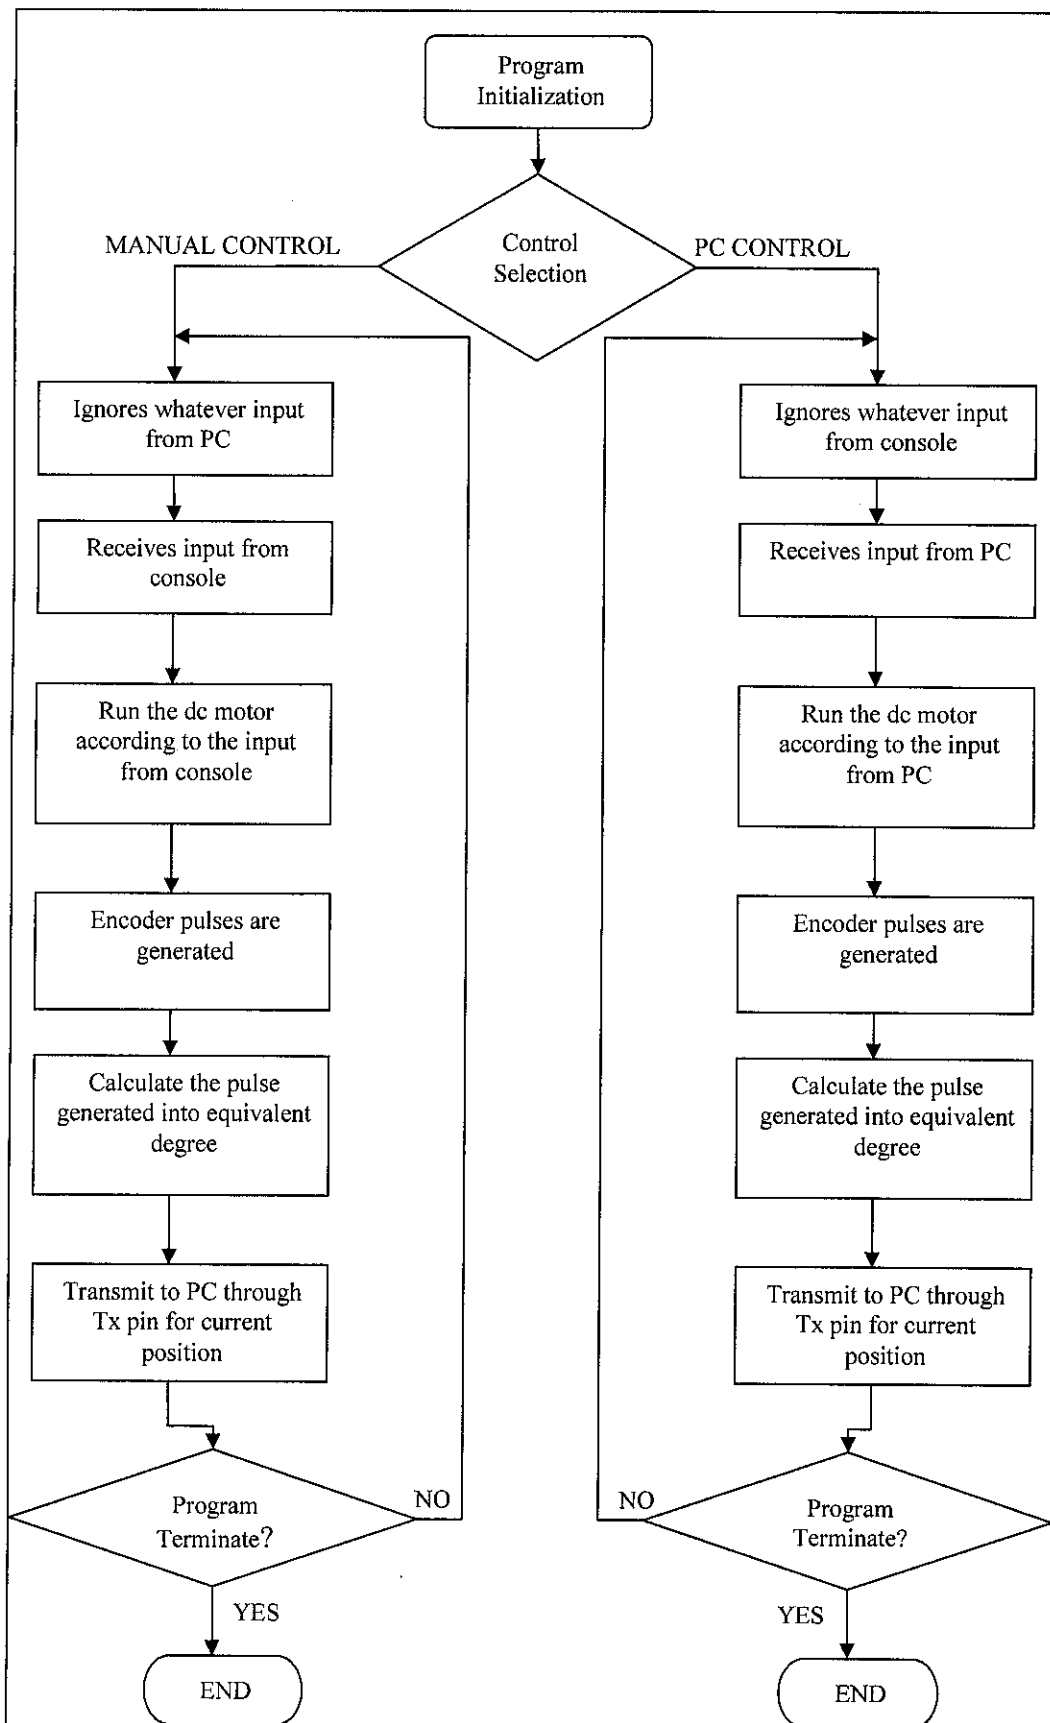 Program
Initialization
Control
Selection
MANUAL CONTROL
PC CONTROL
Ignores whatever input
from PC
Receives input from
console
Run the dc motor
according to the input
from console
Encoder pulses are
generated
Calculate the pulse
generated into equivalent
degree
Transmit to PC through
Tx pin for current
position
Program
Terminate?
NO
YES
END
Ignores whatever input
from console
Receives input from PC
Run the dc motor
according to the input
from PC
Encoder pulses are
generated
Calculate the pulse
generated into equivalent
degree
Transmit to PC through
Tx pin for current
position
Program
Terminate?
NO
YES
END